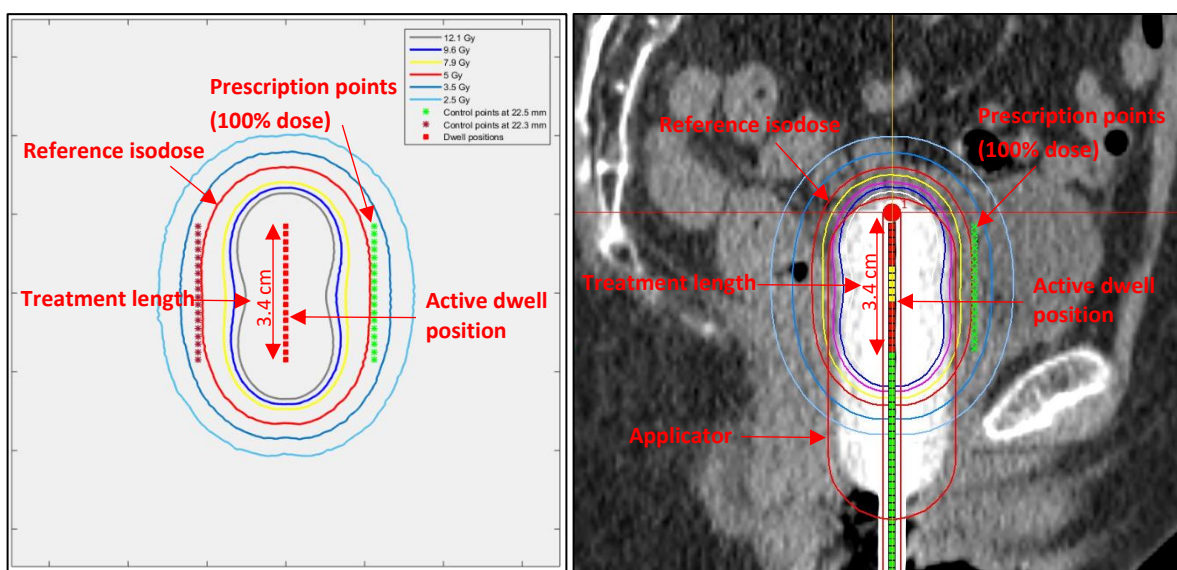 12.1 Gy
9.6 Gy
7.9 Gy
5 Gy
3.5 Gy
2.5 Gy
Control points at 22.5 mm
Control points at 22.3 mm
Dwell positions
Prescription points
(100% dose)
Reference isodose
Treatment length
3.4 cm
Active dwell
position
Reference isodose
Prescription points
(100% dose)
1
Treatment length
3.4 cm
Active dwell
position
Applicator